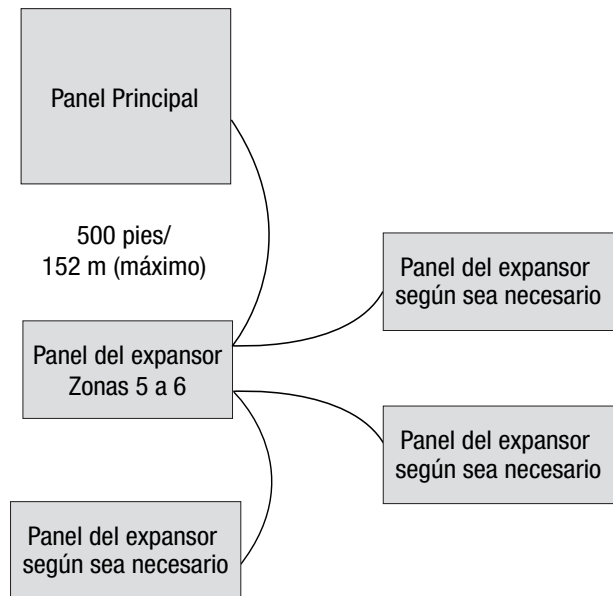 Panel Principal
500 pies/
152 m (máximo)
Panel del expansor
según sea necesario
Panel del expansor
Zonas 5 a 6
Panel del expansor
según sea necesario
Panel del expansor
según sea necesario